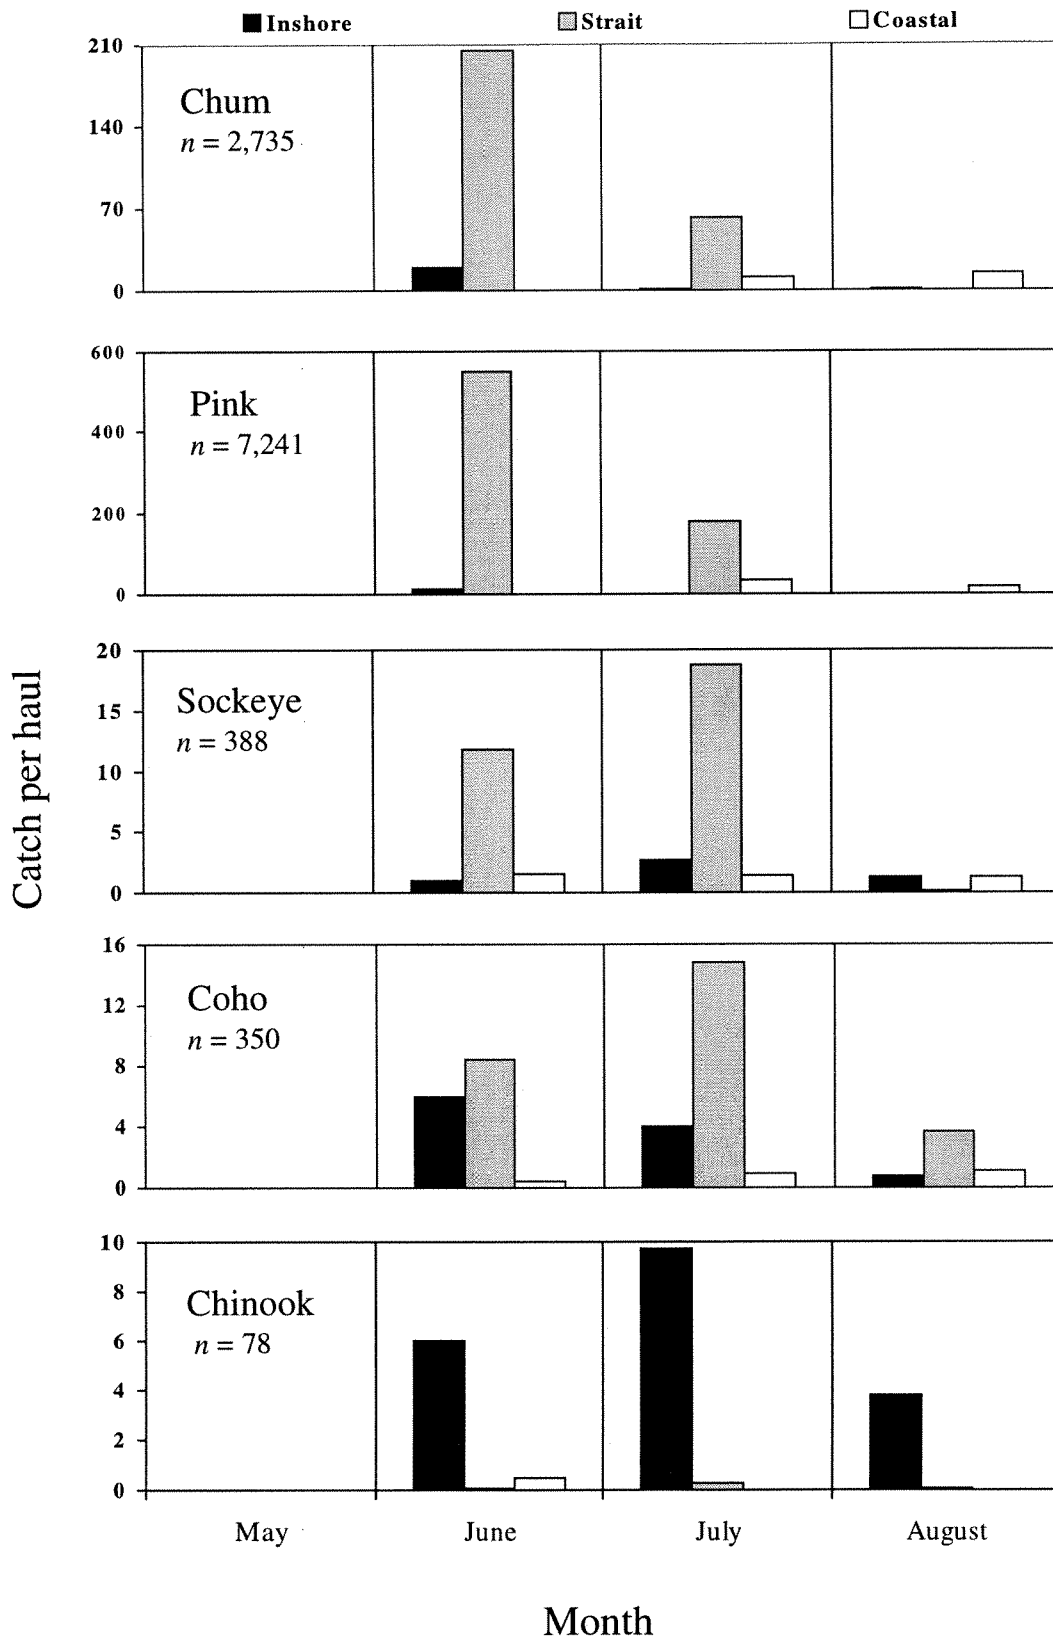 Inshore Strait Coastal
210
140
70
0
Chum
n = 2,735
600
400
200
0
Pink
n = 7,241
20
15
10
5
0
Sockeye
n = 388
16
12
8
4
0
Coho
n = 350
10
8
6
4
2
0
Chinook
n = 78
Catch per haul
May June July August
Month